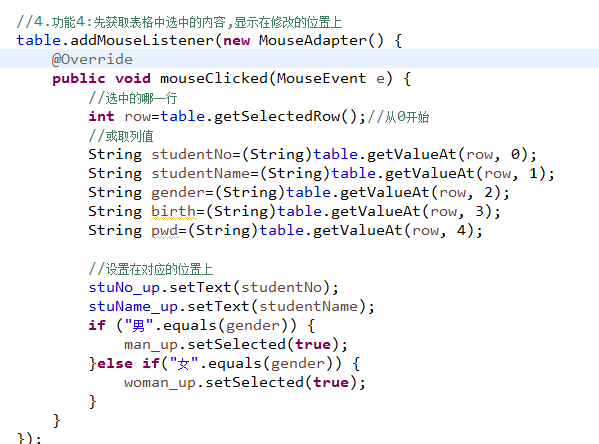 //4.功能4:先获取表格中选中的内容,显示在修改的位置上
table.addMouseListener(new MouseAdapter() {
@Override
public void mouseClicked(MouseEvent e) {
//选中的哪一行
int row=table.getSelectedRow();//从0开始
//或取列值
String studentNo=(String)table.getValueAt(row, 0);
String studentName=(String)table.getValueAt(row, 1);
String gender=(String)table.getValueAt(row, 2);
String birth=(String)table.getValueAt(row, 3);
String pwd=(String)table.getValueAt(row, 4);
//设置在对应的位置上
stuNo_up.setText(studentNo);
stuName_up.setText(studentName);
if ("男".equals(gender)) {
man_up.setSelected(true);
}else if("女".equals(gender)) {
woman_up.setSelected(true);
}
}
});